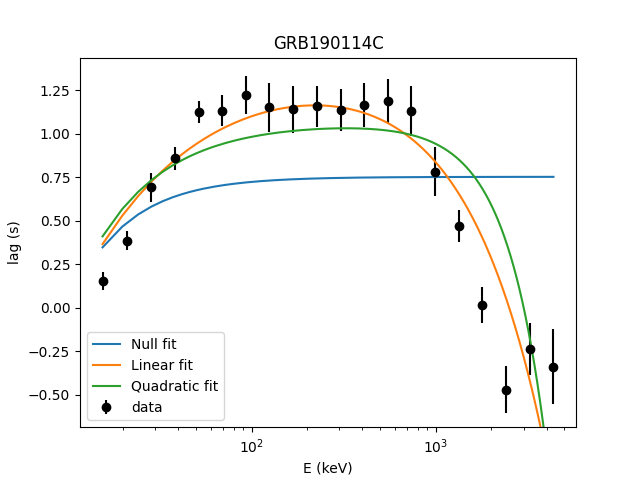 GRB190114C
lag (s)
1.25
1.00
0.75
0.50
0.25
0.00
−0.25
−0.50
Null fit
Linear fit
Quadratic fit
data
10²
10³
E (keV)